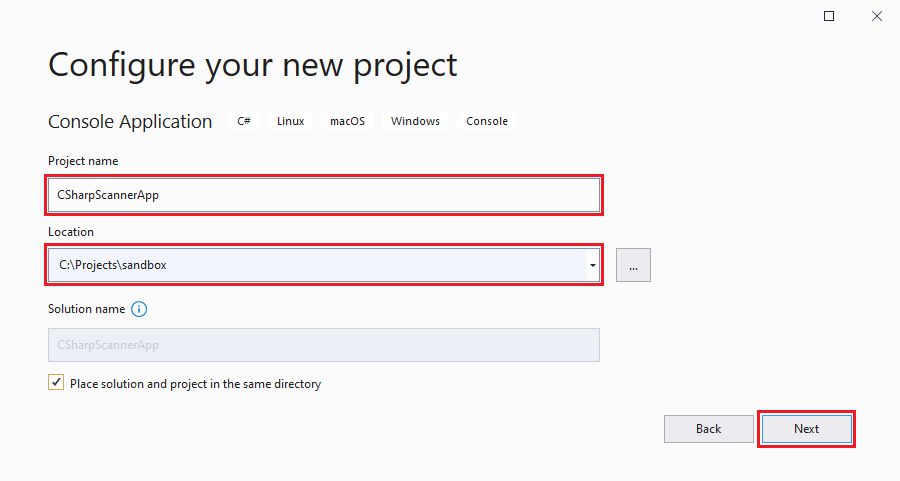 Configure your new project
Console Application C# Linux macOS Windows Console
Project name
CSharpScannerApp
Location
C:\Projects\sandbox
...
Solution name
CSharpScannerApp
Place solution and project in the same directory
Back Next